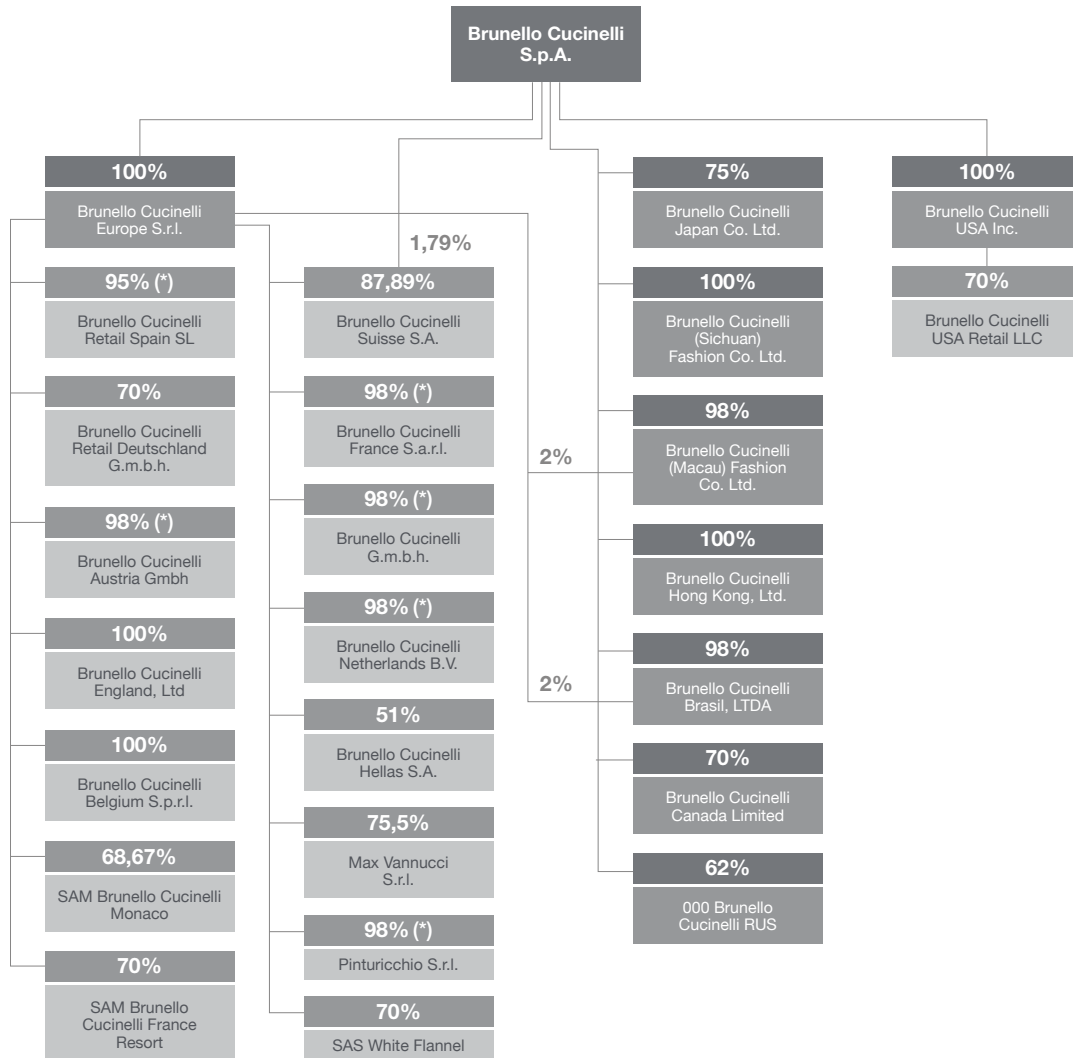 Brunello Cucinelli
S.p.A.
100%
Brunello Cucinelli
Europe S.r.l.
95% (*)
Brunello Cucinelli
Retail Spain SL
70%
Brunello Cucinelli
Retail Deutschland
G.m.b.h.
98% (*)
Brunello Cucinelli
Austria Gmbh
100%
Brunello Cucinelli
England, Ltd
100%
Brunello Cucinelli
Belgium S.p.r.l.
68,67%
SAM Brunello Cucinelli
Monaco
70%
SAM Brunello
Cucinelli France
Resort
1,79%
87,89%
Brunello Cucinelli
Suisse S.A.
98% (*)
Brunello Cucinelli
France S.a.r.l.
98% (*)
Brunello Cucinelli
G.m.b.h.
98% (*)
Brunello Cucinelli
Netherlands B.V.
51%
Brunello Cucinelli
Hellas S.A.
75,5%
Max Vannucci
S.r.l.
98% (*)
Pinturicchio S.r.l.
70%
SAS White Flannel
2%
2%
75%
Brunello Cucinelli
Japan Co. Ltd.
100%
Brunello Cucinelli
(Sichuan)
Fashion Co. Ltd.
98%
Brunello Cucinelli
(Macau) Fashion
Co. Ltd.
100%
Brunello Cucinelli
Hong Kong, Ltd.
98%
Brunello Cucinelli
Brasil, LTDA
70%
Brunello Cucinelli
Canada Limited
62%
000 Brunello
Cucinelli RUS
100%
Brunello Cucinelli
USA Inc.
70%
Brunello Cucinelli
USA Retail LLC